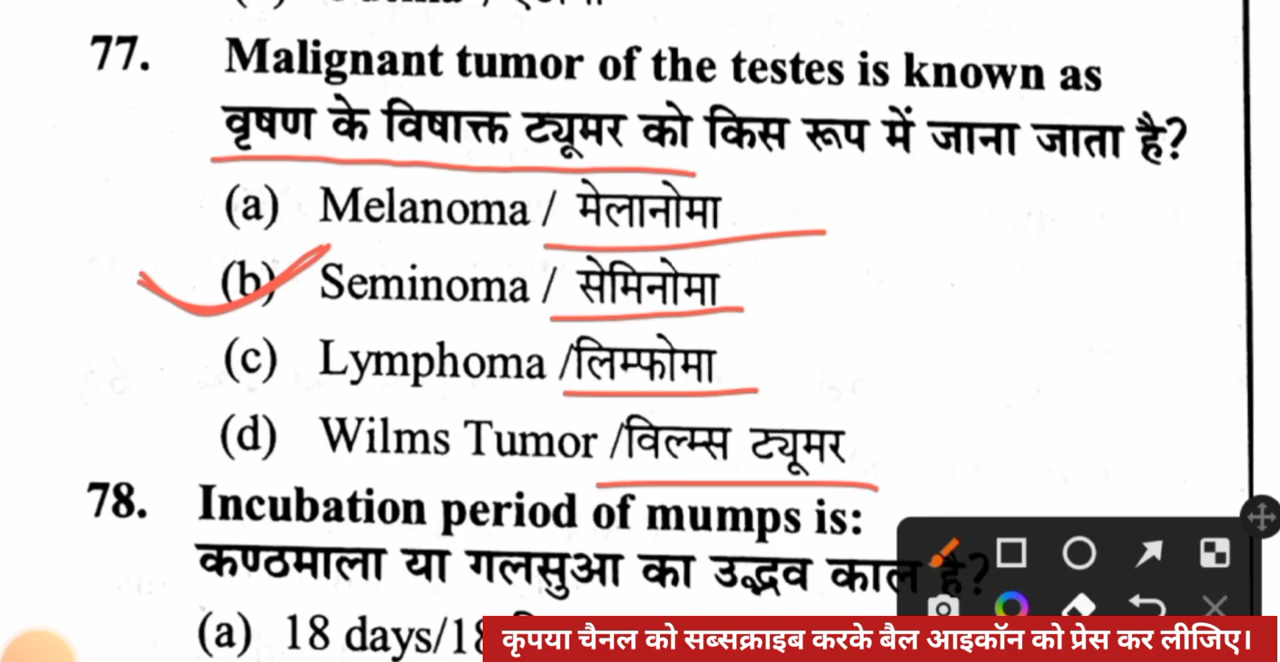 77. Malignant tumor of the testes is known as
वृषण के विषाक्त ट्यूमर को किस रूप में जाना जाता है?
(a) Melanoma / मेलानोमा
(b) Seminoma / सेमिनोमा
(c) Lymphoma /लिम्फोमा
(d) Wilms Tumor /विल्म्स ट्यूमर
78. Incubation period of mumps is:
कण्ठमाला या गलसुआ का उद्भव काल है?
(a) 18 days/18
कृपया चैनल को सब्सक्राइब करके बैल आइकॉन को प्रेस कर लीजिए।